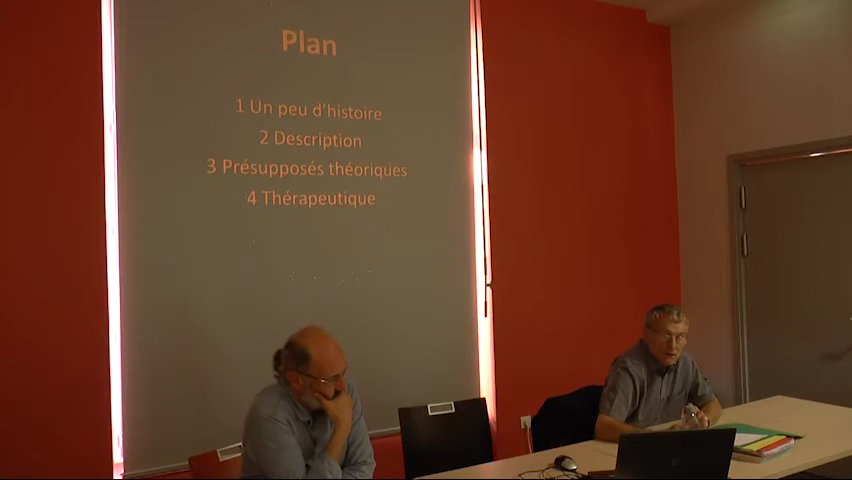 Plan
1 Un peu d'histoire
2 Description
3 Présupposés théoriques
4 Thérapeutique